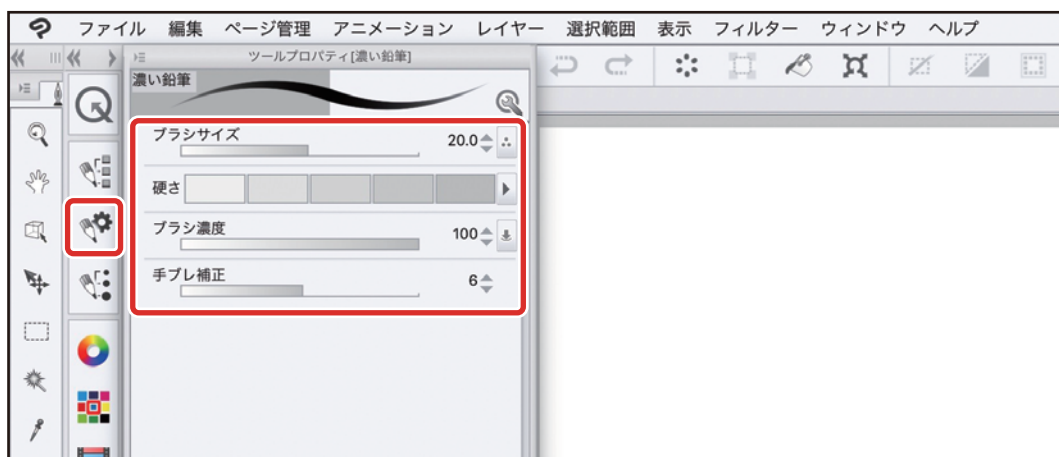 ファイル 編集 ページ管理 アニメーション レイヤー 選択範囲 表示 フィルター ウィンドウ ヘルプ
ツールプロパティ[濃い鉛筆]
濃い鉛筆
ブラシサイズ 20.0
硬さ
ブラシ濃度 100
手ブレ補正 6